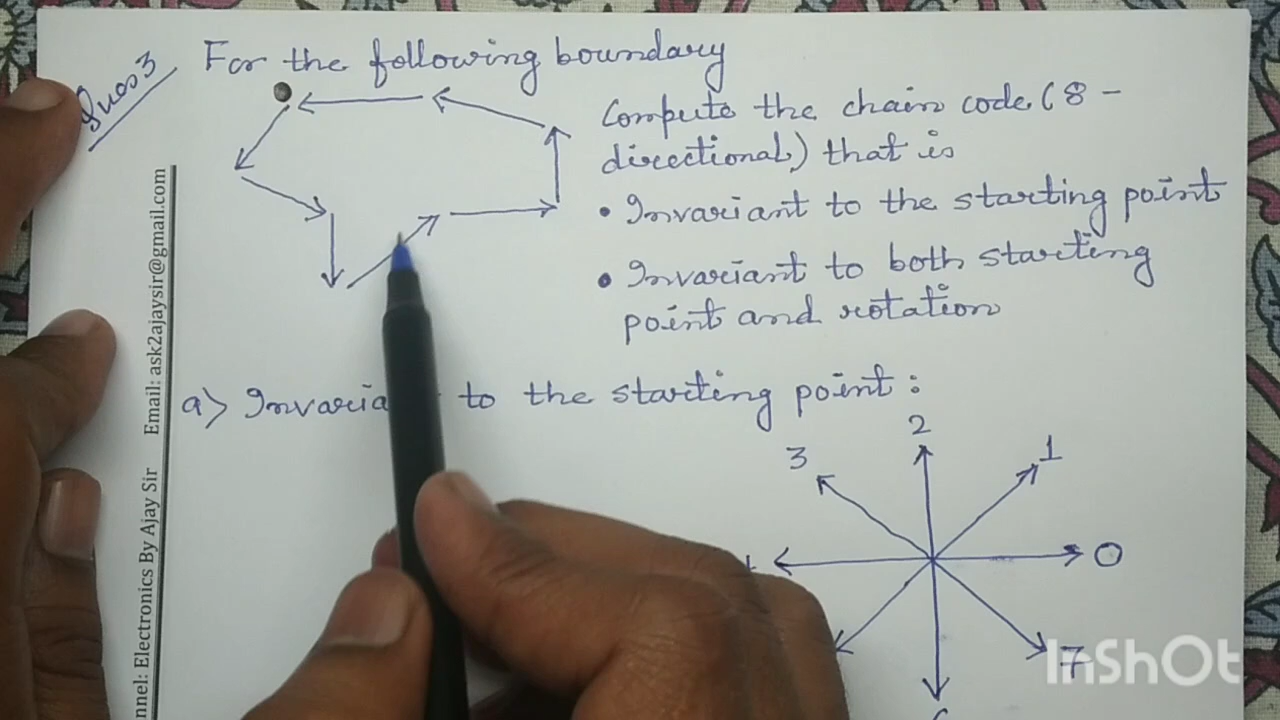 Ques 3
For the following boundary
Compute the chain code (8-
directional) that is
• Invariant to the starting point
• Invariant to both starting
point and rotation
a) to the starting point :
2
3
1
0
7
nnel: Electronics By Ajay Sir Email: ask2ajaysir@gmail.com
InShOt